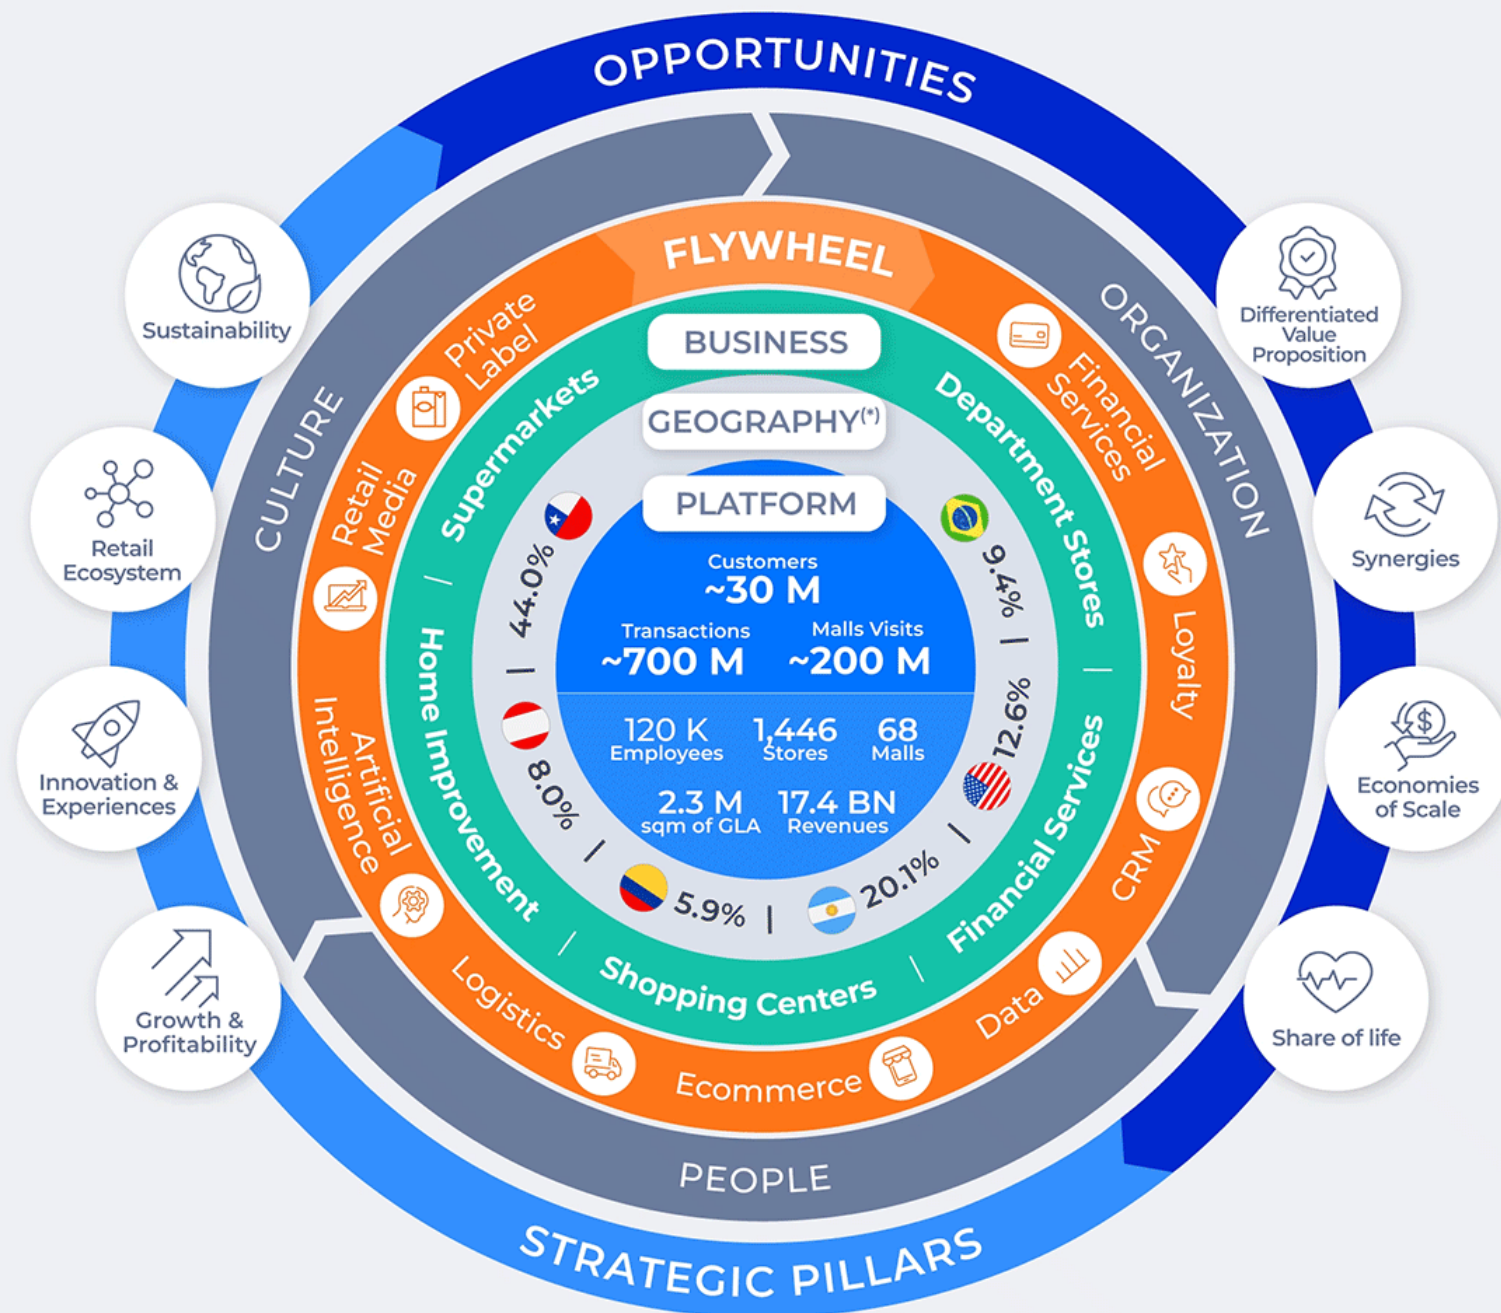 OPPORTUNITIES
Differentiated
Value
Proposition
Synergies
Economies
of Scale
Share of life
STRATEGIC PILLARS
Growth &
Profitability
Innovation &
Experiences
Retail
Ecosystem
Sustainability
ORGANIZATION
PEOPLE
CULTURE
FLYWHEEL
Financial
Services
Loyalty
CRM
Data
Ecommerce
Logistics
Artificial
Intelligence
Retail
Media
Private
Label
BUSINESS
Department Stores
|
Financial Services
|
Shopping Centers
|
Home Improvement
|
Supermarkets
GEOGRAPHY(*)
9.4% |
12.6%
|
20.1%
|
5.9%
|
8.0%
|
44.0%
PLATFORM
Customers
~30 M
Transactions
~700 M
Malls Visits
~200 M
120 K
Employees
1,446
Stores
68
Malls
2.3 M
sqm of GLA
17.4 BN
Revenues